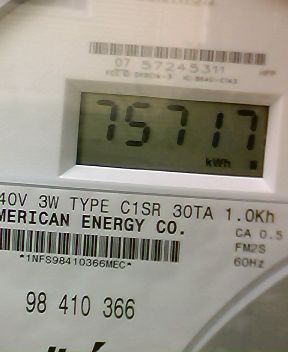 07 57245311
75717
kWh
40V 3W TYPE C1SR 30TA 1.0Kh
MERICAN ENERGY CO.
CA 0.5
FM2S
60Hz
*1NFS98410366MEC*
98 410 366